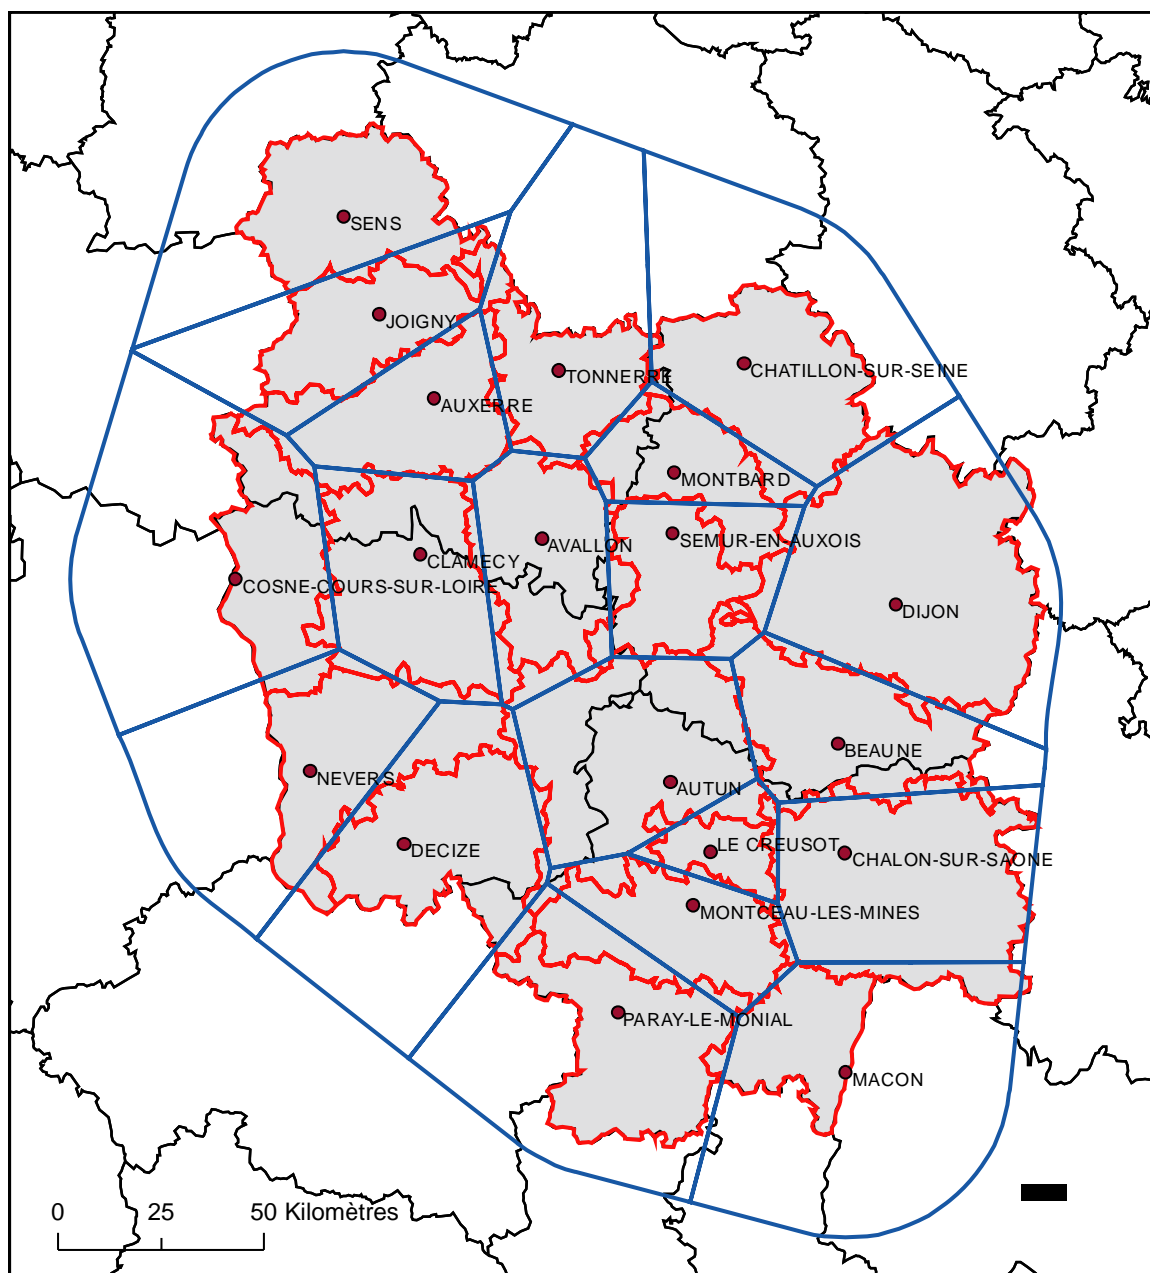 SENS
JOIGNY
TONNERRE
CHATILLON-SUR-SEINE
AUXERRE
MONTBARD
SEMUR-EN-AUXOIS
AVALLON
CLAMECY
COSNE-COURS-SUR-LOIRE
DIJON
BEAUNE
NEVERS
AUTUN
LE CREUSOT
DECIZE
CHALON-SUR-SAONE
MONTCEAU-LES-MINES
PARAY-LE-MONIAL
MACON
0 25 50 Kilomètres